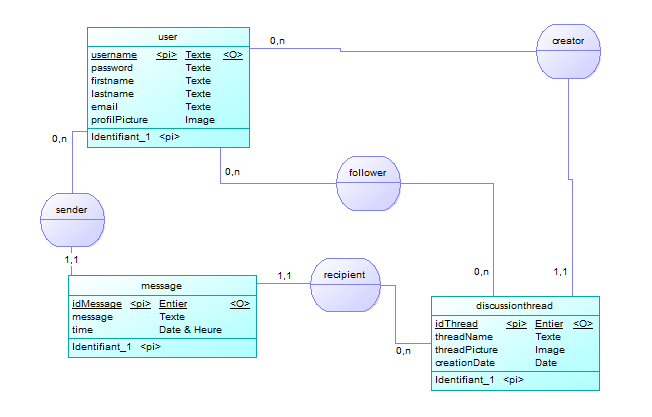 user
username <pi> Texte <O>
password Texte
firstname Texte
lastname Texte
email Texte
profilPicture Image
Identifiant_1 <pi>
0,n
creator
0,n
0,n
follower
sender
1,1
1,1
recipient
0,n
1,1
message
idMessage <pi> Entier <O>
message Texte
time Date & Heure
Identifiant_1 <pi>
0,n
discussionthread
idThread <pi> Entier <O>
threadName Texte
threadPicture Image
creationDate Date
Identifiant_1 <pi>